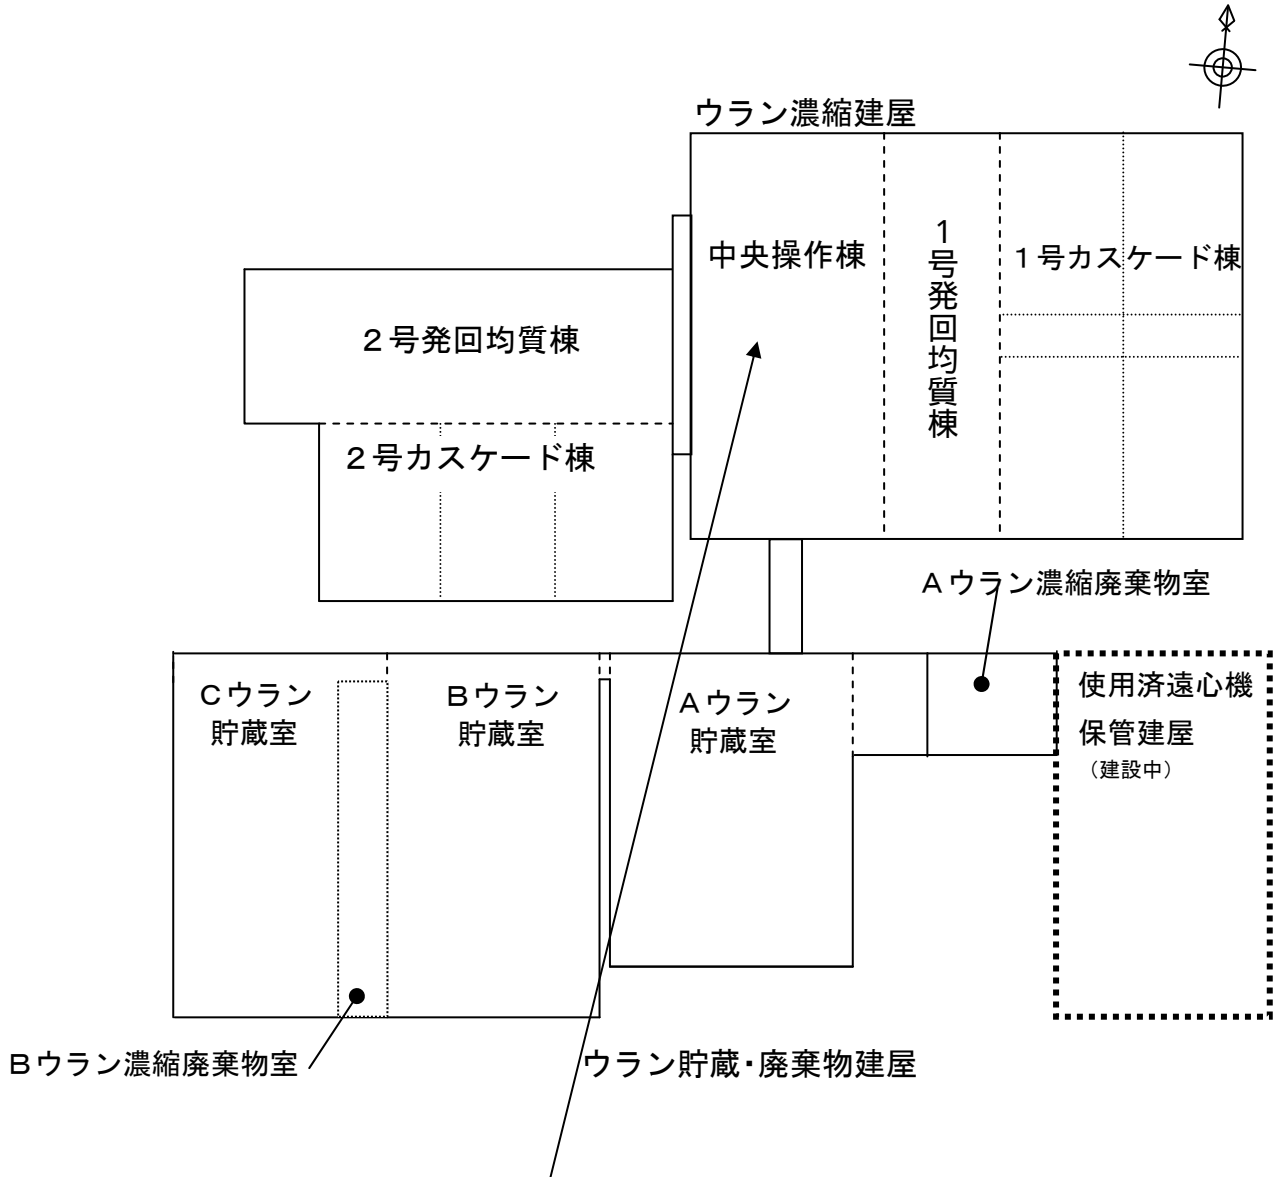 ウラン濃縮建屋
中央操作棟
1号発回均質棟
1号カスケード棟
2号発回均質棟
2号カスケード棟
Aウラン濃縮廃棄物室
Cウラン
貯蔵室
Bウラン
貯蔵室
Aウラン
貯蔵室
使用済遠心機
保管建屋
(建設中)
Bウラン濃縮廃棄物室
ウラン貯蔵・廃棄物建屋